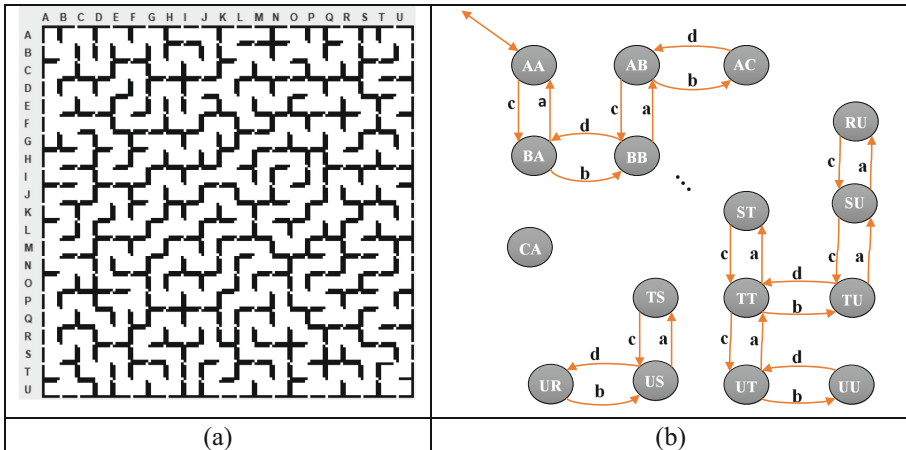 A B C D E F G H I J K L M N O P Q R S T U
A
B
C
D
E
F
G
H
I
J
K
L
M
N
O
P
Q
R
S
T
U
d
AA AB AC
c a c a b
d
BA BB
b
RU
c a
ST SU
CA
c a c a
d
TS TT TU
b
c a c a
d d
UR US UT UU
b b
(a) (b)